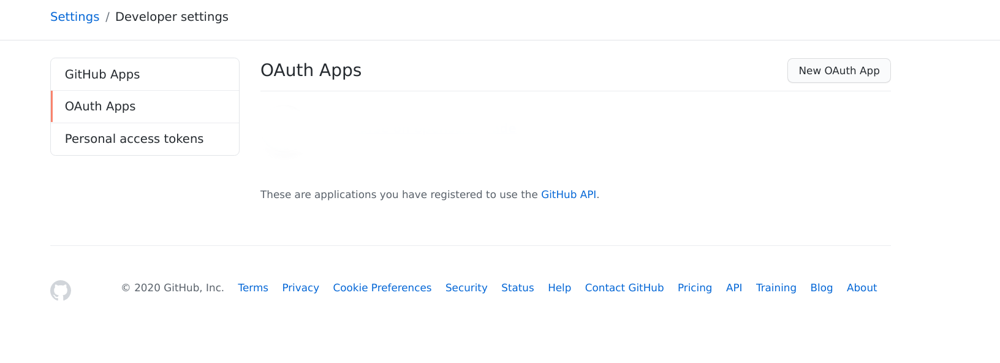 Settings / Developer settings
GitHub Apps
OAuth Apps
Personal access tokens
OAuth Apps
New OAuth App
These are applications you have registered to use the GitHub API.
© 2020 GitHub, Inc. Terms Privacy Cookie Preferences Security Status Help Contact GitHub Pricing API Training Blog About